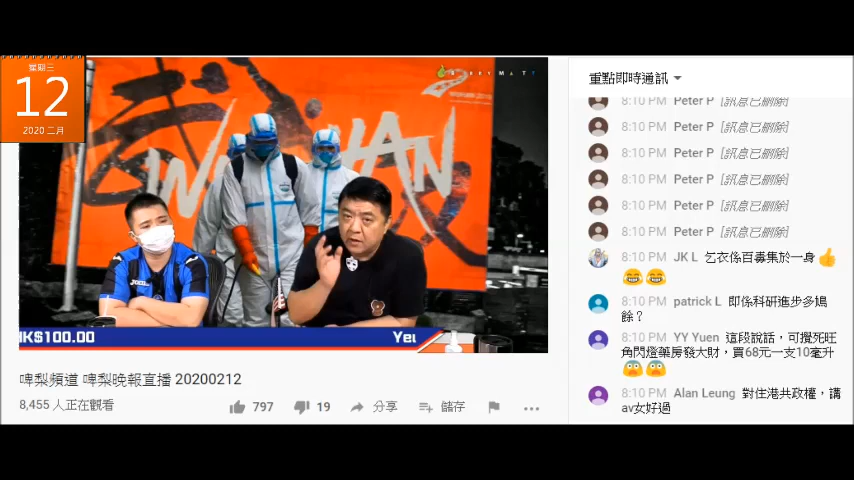 星期三
12
2020 二月
BEERY MATT
武漢
WUHAN
HK$100.00
Yeu
啤梨頻道 啤梨晚報直播 20200212
8,455 人正在觀看
797
19
分享
儲存
重點即時通訊
8:10 PM Peter P [訊息已刪除]
8:10 PM Peter P [訊息已刪除]
8:10 PM Peter P [訊息已刪除]
8:10 PM Peter P [訊息已刪除]
8:10 PM Peter P [訊息已刪除]
8:10 PM Peter P [訊息已刪除]
8:10 PM JK L 乞衣係百毒集於一身👍
😂😂
8:10 PM patrick L 即係科研進步多鳩
餘？
8:10 PM YY Yuen 這段說話，可攪死旺
角閃燈藥房發大財，買68元一支10毫升
😨😨
8:10 PM Alan Leung 對住港共政權，講
av女好過